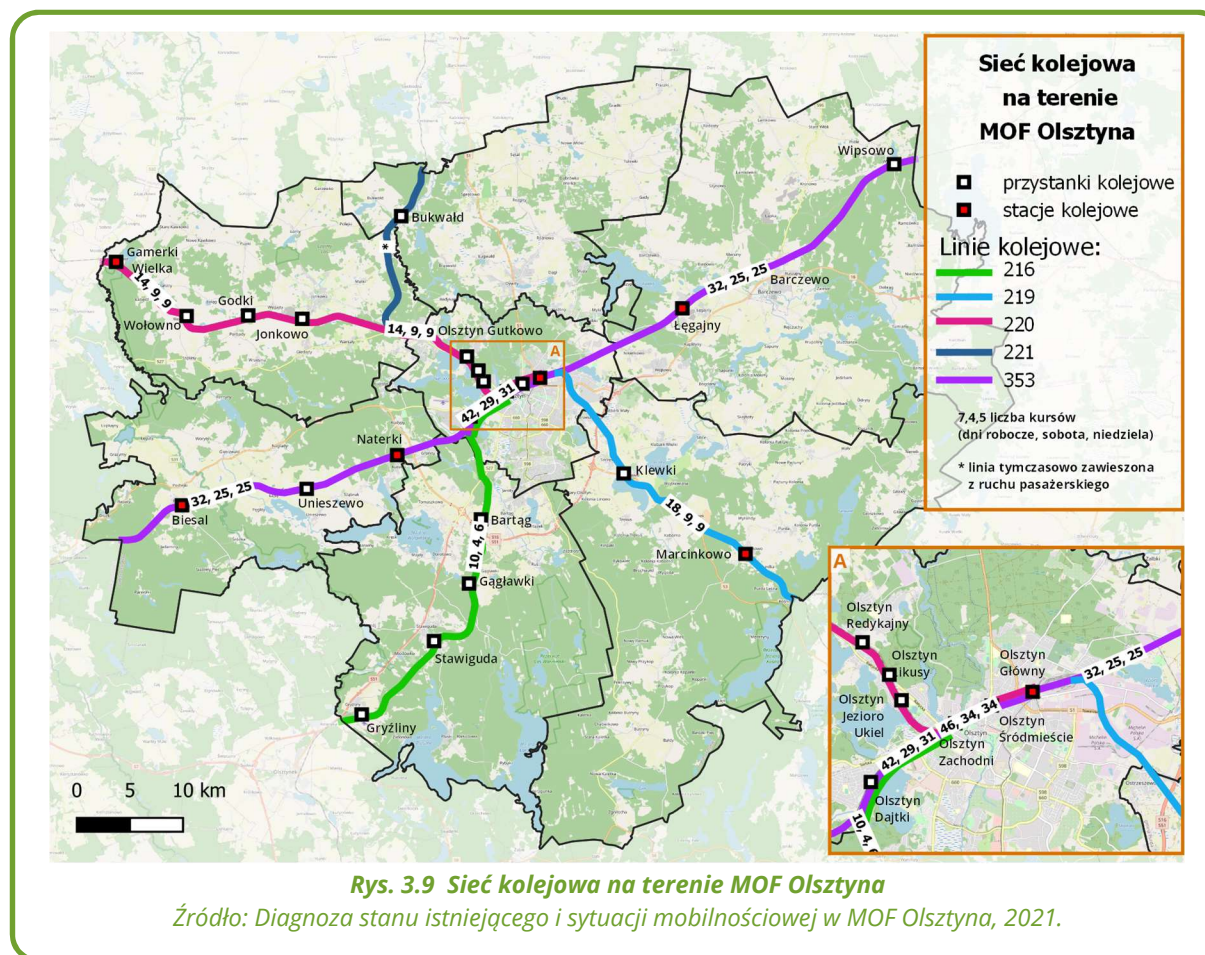 Sieć kolejowa
na terenie
MOF Olsztyna
przystanki kolejowe
stacje kolejowe
Linie kolejowe:
216
219
220
221
353
7,4,5 liczba kursów
(dni robocze, sobota, niedziela)
* linia tymczasowo zawieszona
z ruchu pasażerskiego
Wipsowo
Bukwałd
*
Gamerki
Wielka
14, 9, 9
Wołowno
Godki
Jonkowo
14, 9, 9
Olsztyn Gutkowo
A
32, 25, 25
Barczewo
Łęgajny
42, 29, 31
Naterki
32, 25, 25
Biesal
Unieszewo
Klewki
18, 9, 9
Marcinkowo
Bartąg
10, 4, 6
Gągławki
Stawiguda
Gryźliny
0 5 10 km
A
Olsztyn
Redykajny
Olsztyn
Likusy
Olsztyn
Jezioro
Ukiel
Olsztyn
Główny
32, 25, 25
46, 34, 34
42, 29, 31
Olsztyn
Śródmieście
Olsztyn
Zachodni
Olsztyn
Dajtki
10, 4,
Rys. 3.9 Sieć kolejowa na terenie MOF Olsztyna
Źródło: Diagnoza stanu istniejącego i sytuacji mobilnościowej w MOF Olsztyna, 2021.